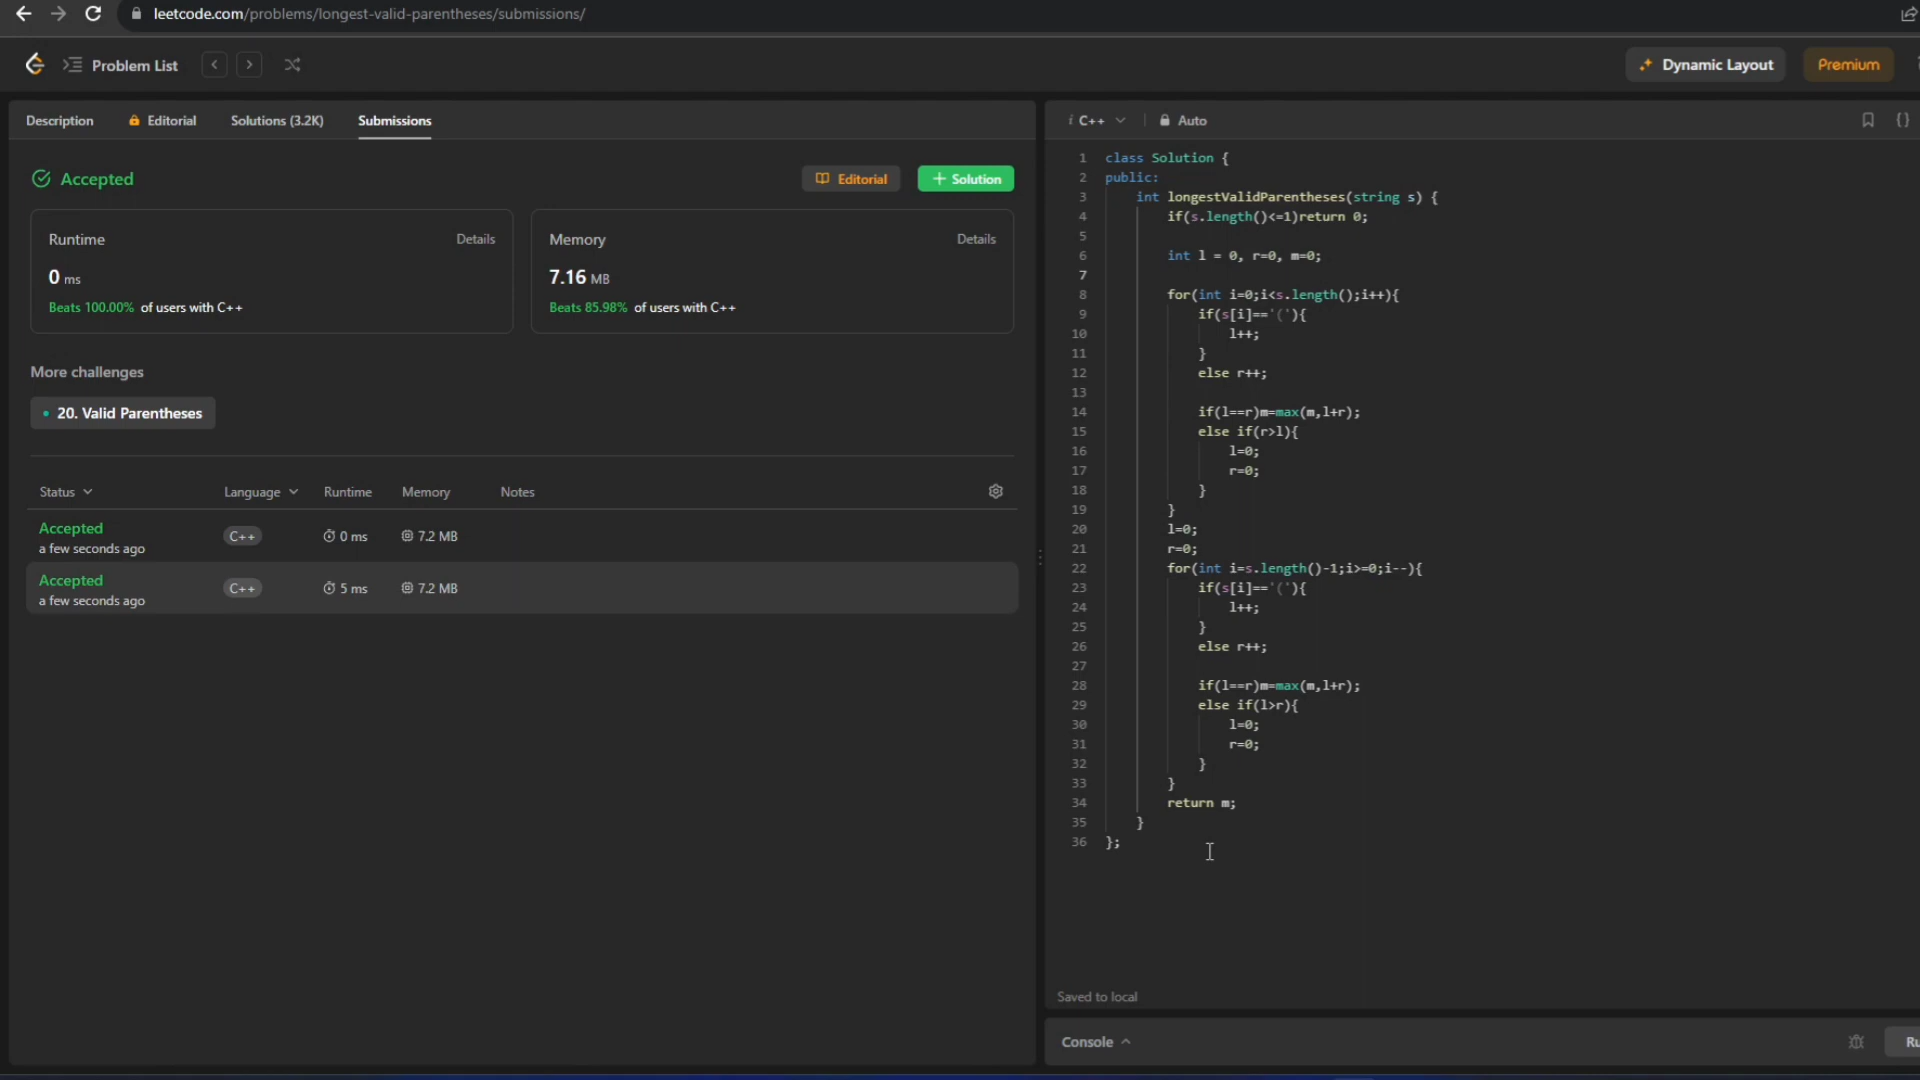 leetcode.com/problems/longest-valid-parentheses/submissions/
Problem List
Dynamic Layout
Premium
Description
Editorial
Solutions (3.2K)
Submissions
Accepted
Editorial
+ Solution
Runtime
Details
0 ms
Beats 100.00% of users with C++
Memory
Details
7.16 MB
Beats 85.98% of users with C++
More challenges
20. Valid Parentheses
Status Language Runtime Memory Notes
Accepted
a few seconds ago
C++ 0 ms 7.2 MB
Accepted
a few seconds ago
C++ 5 ms 7.2 MB
i C++ Auto {}
1 class Solution {
2 public:
3 int longestValidParentheses(string s) {
4 if(s.length()<=1)return 0;
5
6 int l = 0, r=0, m=0;
7
8 for(int i=0;i<s.length();i++){
9 if(s[i]=='('){
10 l++;
11 }
12 else r++;
13
14 if(l==r)m=max(m,l+r);
15 else if(r>l){
16 l=0;
17 r=0;
18 }
19 }
20 l=0;
21 r=0;
22 for(int i=s.length()-1;i>=0;i--){
23 if(s[i]=='('){
24 l++;
25 }
26 else r++;
27
28 if(l==r)m=max(m,l+r);
29 else if(l>r){
30 l=0;
31 r=0;
32 }
33 }
34 return m;
35 }
36 };
Saved to local
Console
Ru